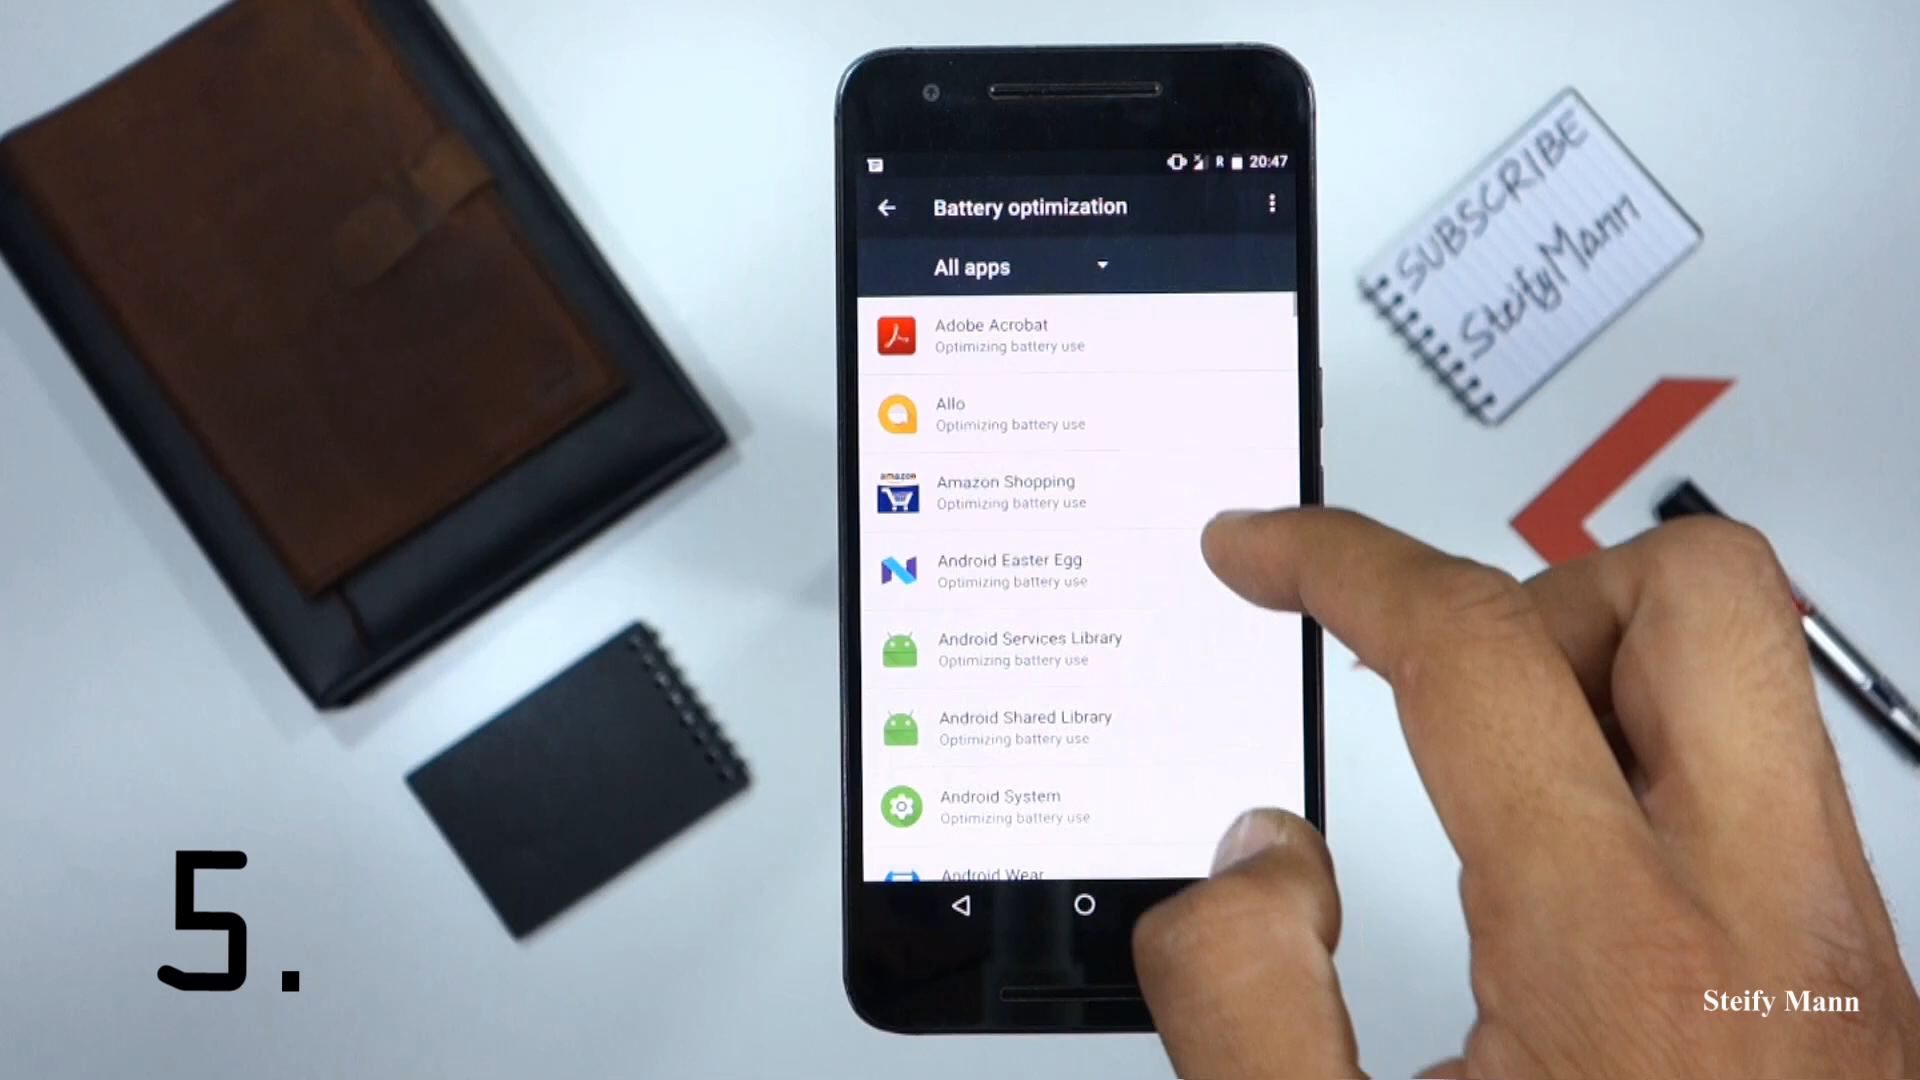 R 20:47
Battery optimization
All apps
Adobe Acrobat
Optimizing battery use
Allo
Optimizing battery use
amazon
Amazon Shopping
Optimizing battery use
Android Easter Egg
Optimizing battery use
Android Services Library
Optimizing battery use
Android Shared Library
Optimizing battery use
Android System
Optimizing battery use
Android Wear
SUBSCRIBE
SteifyMann
5.
Steify Mann